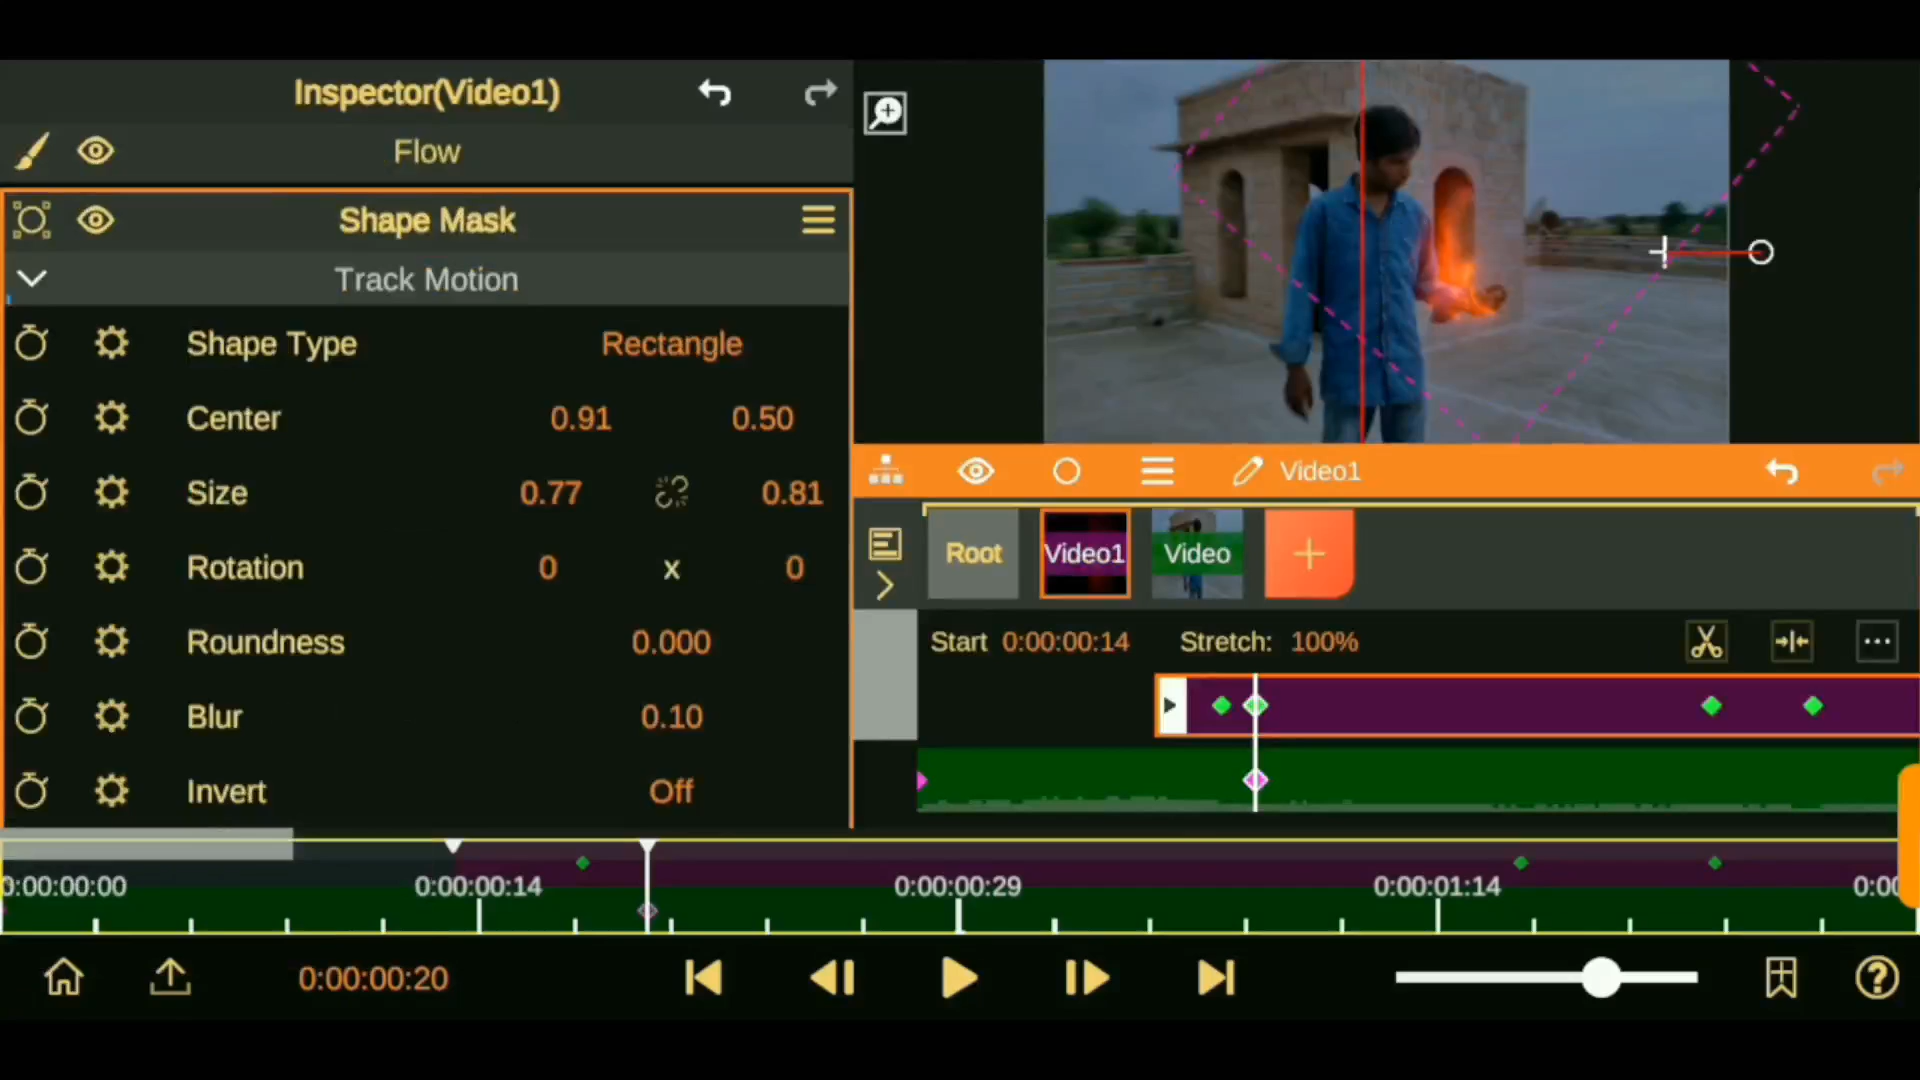 Inspector(Video1)
Flow
Shape Mask
Track Motion
Shape Type Rectangle
Center 0.91 0.50
Size 0.77 0.81
Rotation 0 x 0
Roundness 0.000
Blur 0.10
Invert Off
Video1
Root Video1 Video +
Start 0:00:00:14 Stretch: 100%
0:00:00:00 0:00:00:14 0:00:00:29 0:00:01:14 0:00
0:00:00:20